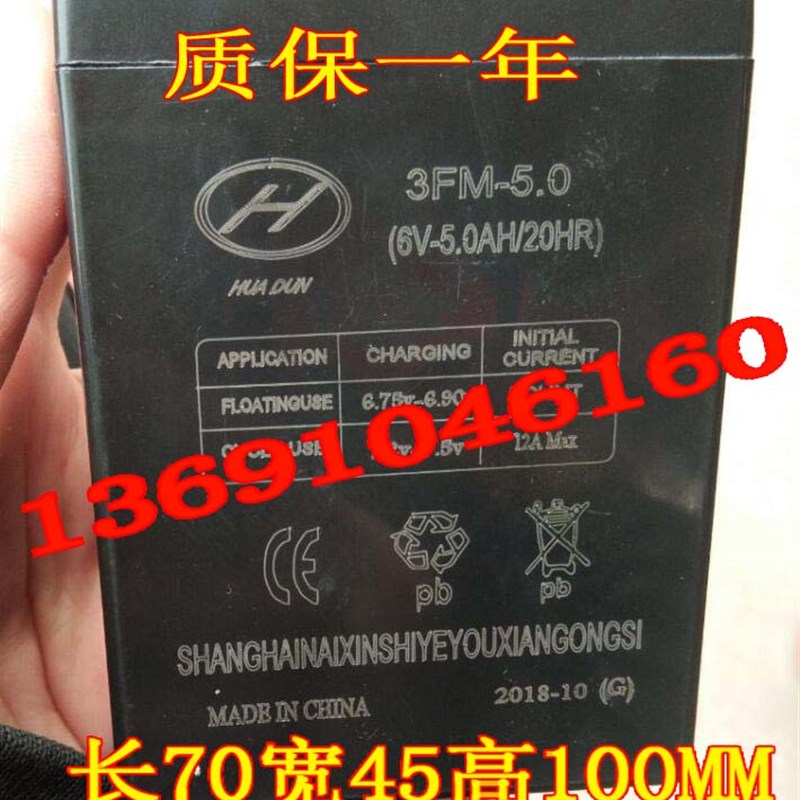 质保一年
3FM-5.0
(6V-5.0AH/20HR)
H
HUA DUN
APPLICATION CHARGING INITIAL CURRENT
FLOATINGUSE 6.75v-6.90
12A Max
13691046160
CE
pb pb
SHANGHAINAIXINSHIYEYOUXIANGONGSI
MADE IN CHINA 2018-10 (G)
长70宽45高100MM